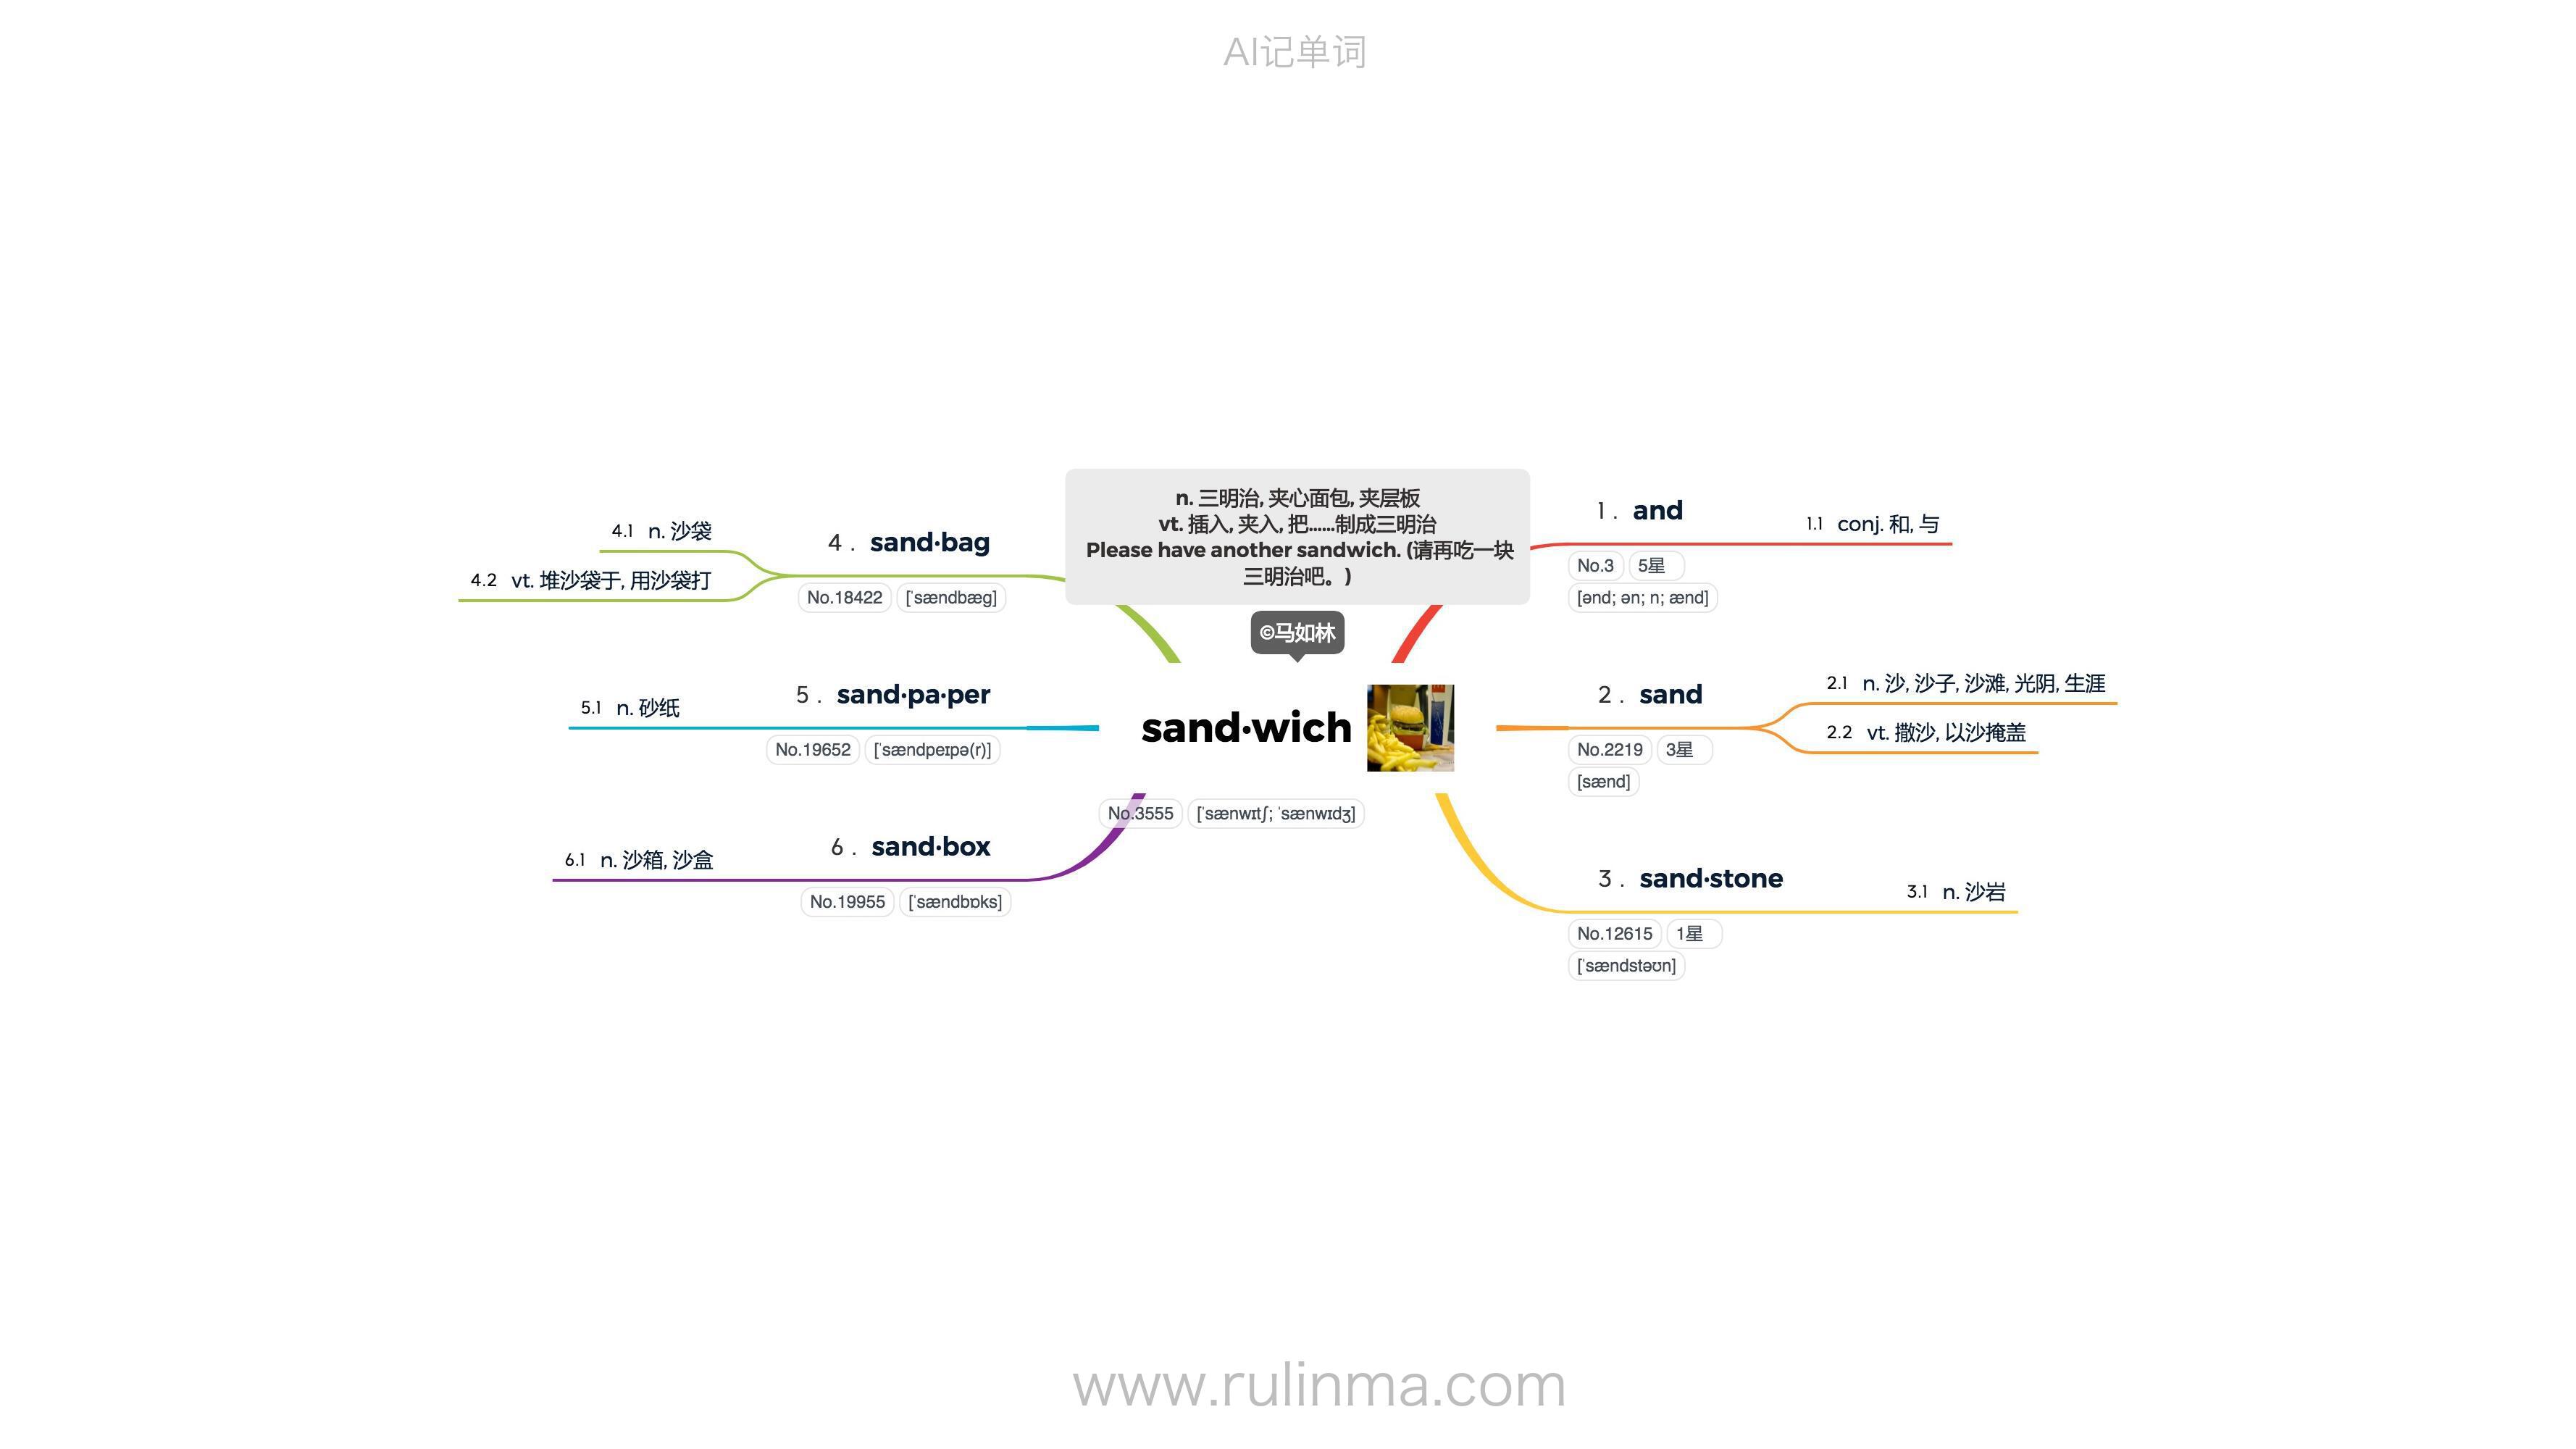 AI记单词
n. 三明治, 夹心面包, 夹层板
vt. 插入, 夹入, 把……制成三明治
Please have another sandwich. (请再吃一块
三明治吧。)
©马如林
sand·wich
No.3555 [ˈsænwɪtʃ; ˈsænwɪdʒ]
1. and
No.3 5星
[ənd; ən; n; ænd]
1.1 conj. 和, 与
2. sand
No.2219 3星
[sænd]
2.1 n. 沙, 沙子, 沙滩, 光阴, 生涯
2.2 vt. 撒沙, 以沙掩盖
3. sand·stone
No.12615 1星
[ˈsændstəʊn]
3.1 n. 沙岩
4. sand·bag
No.18422 [ˈsændbæg]
4.1 n. 沙袋
4.2 vt. 堆沙袋于, 用沙袋打
5. sand·pa·per
No.19652 [ˈsændpeɪpə(r)]
5.1 n. 砂纸
6. sand·box
No.19955 [ˈsændbɒks]
6.1 n. 沙箱, 沙盒
www.rulinma.com